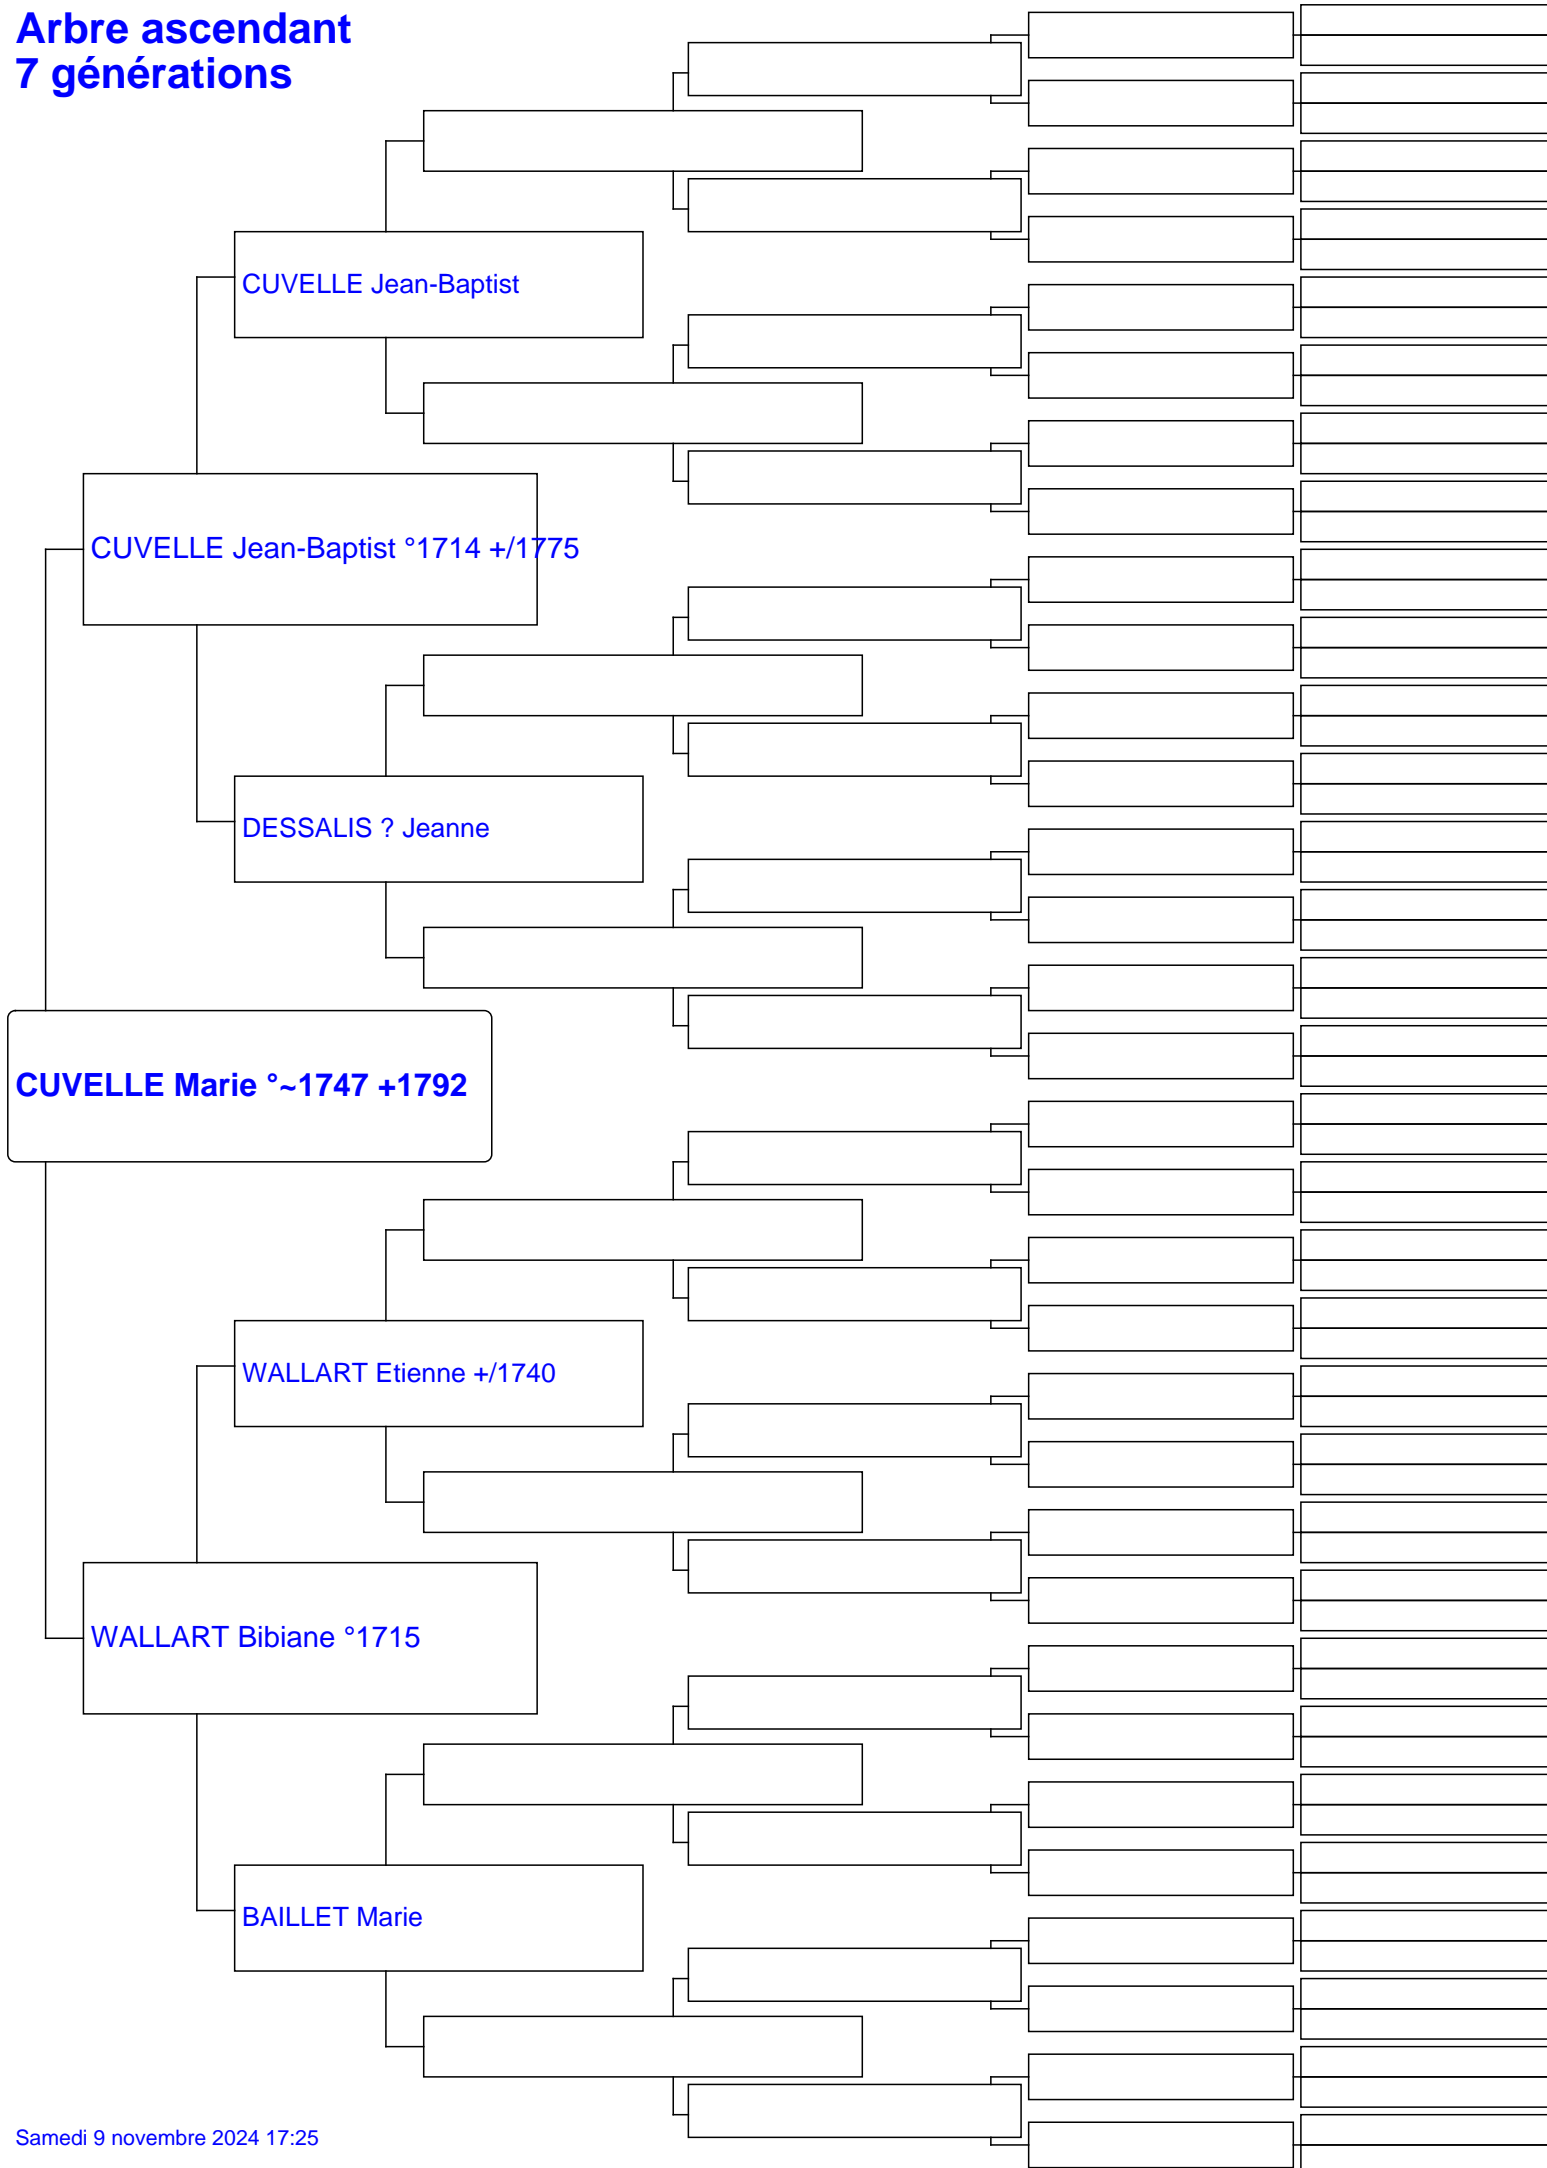 Arbre ascendant
7 générations
CUVELLE Jean-Baptist
CUVELLE Jean-Baptist °1714 +/1775
DESSALIS ? Jeanne
CUVELLE Marie °~1747 +1792
WALLART Etienne +/1740
WALLART Bibiane °1715
BAILLET Marie
Samedi 9 novembre 2024 17:25